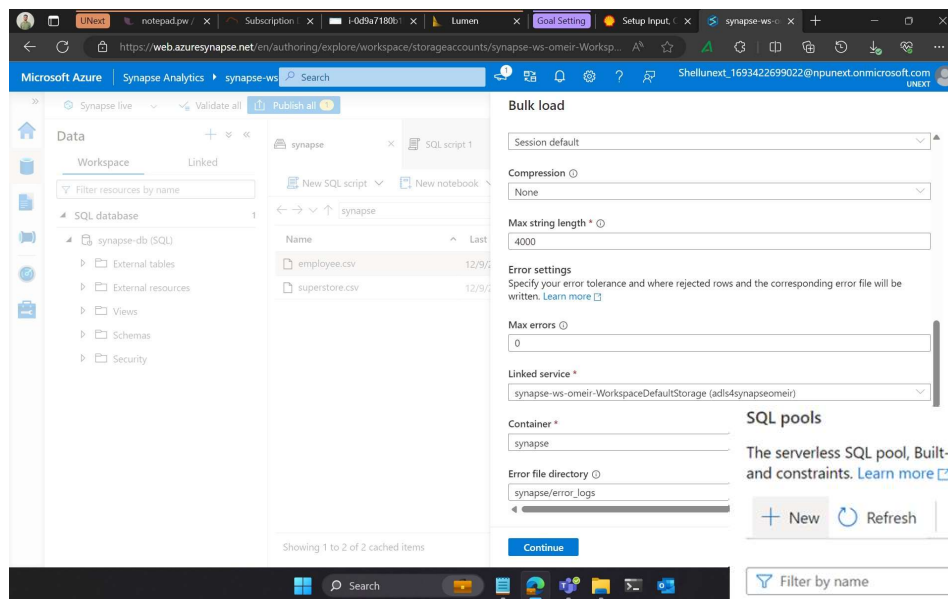 UNext
notepad.pw /
Subscription
i-0d9a7180b1
Lumen
Goal Setting
Setup Input, C
synapse-ws-o
https://web.azuresynapse.net/en/authoring/explore/workspace/storageaccounts/synapse-ws-omeir-Worksp...
Microsoft Azure
Synapse Analytics
synapse-ws
Search
1
Shellunext_1693422699022@npunext.onmicrosoft.com
UNEXT
Synapse live
Validate all
Publish all 1
Data
Workspace
Linked
Filter resources by name
SQL database 1
synapse-db (SQL)
External tables
External resources
Views
Schemas
Security
synapse
SQL script 1
New SQL script
New notebook
synapse
Name
Last
employee.csv 12/9/2
superstore.csv 12/9/2
Showing 1 to 2 of 2 cached items
Bulk load
Session default
Compression
None
Max string length *
4000
Error settings
Specify your error tolerance and where rejected rows and the corresponding error file will be
written. Learn more
Max errors
0
Linked service *
synapse-ws-omeir-WorkspaceDefaultStorage (adls4synapseomeir)
Container *
synapse
Error file directory
synapse/error_logs
Continue
SQL pools
The serverless SQL pool, Built-
and constraints. Learn more
New
Refresh
Filter by name
Search